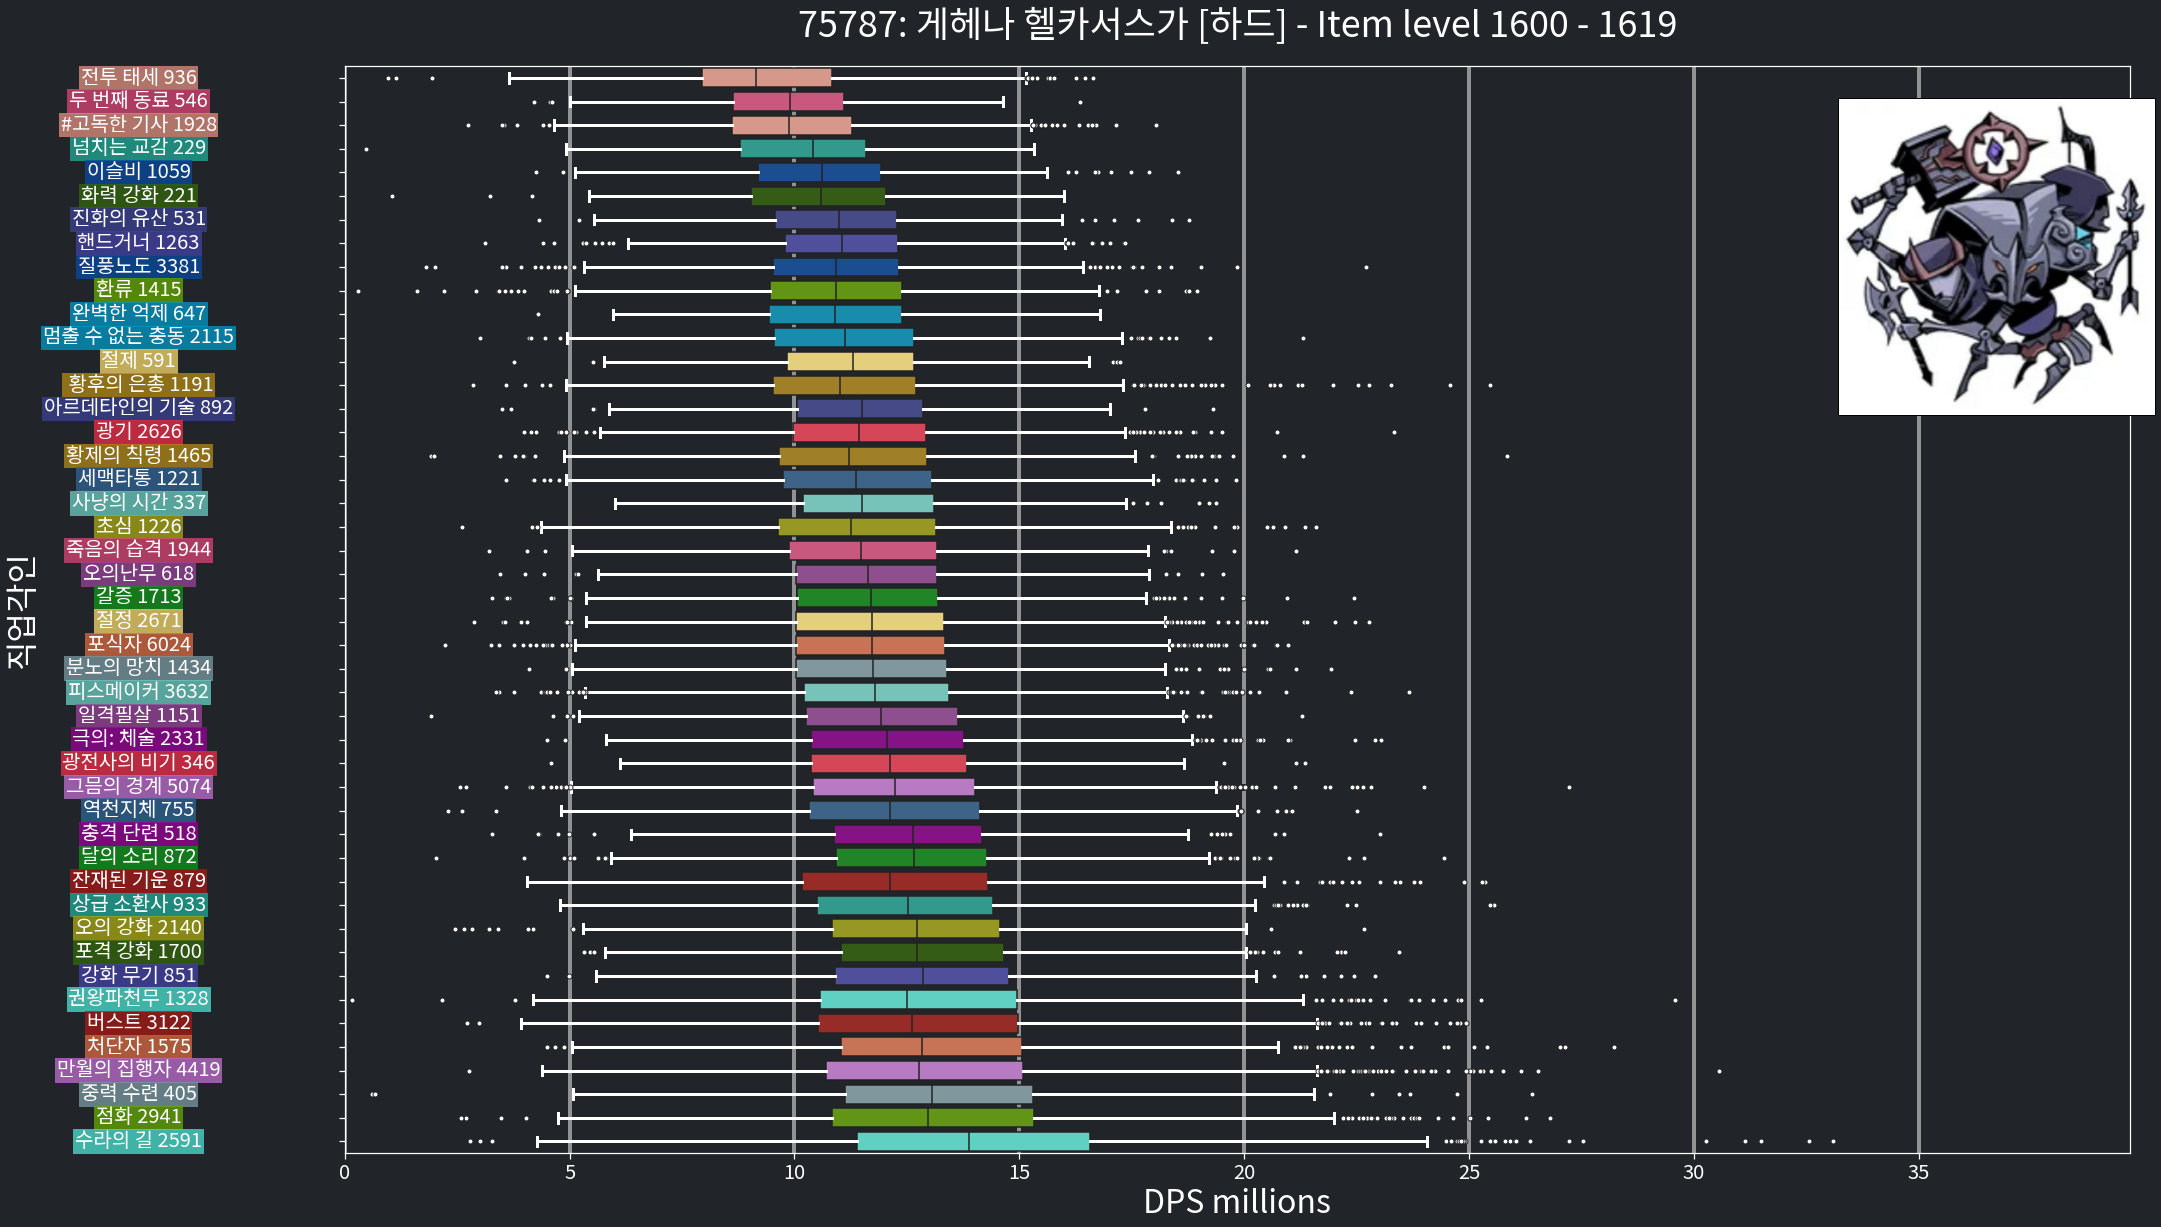 75787: 게헤나 헬카서스가 [하드] - Item level 1600 - 1619
전투 태세 936
두 번째 동료 546
#고독한 기사 1928
넘치는 교감 229
이슬비 1059
화력 강화 221
진화의 유산 531
핸드거너 1263
질풍노도 3381
환류 1415
완벽한 억제 647
멈출 수 없는 충동 2115
절제 591
황후의 은총 1191
아르데타인의 기술 892
광기 2626
황제의 칙령 1465
세맥타통 1221
사냥의 시간 337
초심 1226
죽음의 습격 1944
오의난무 618
갈증 1713
절정 2671
포식자 6024
분노의 망치 1434
피스메이커 3632
일격필살 1151
극의: 체술 2331
광전사의 비기 346
그믐의 경계 5074
역천지체 755
충격 단련 518
달의 소리 872
잔재된 기운 879
상급 소환사 933
오의 강화 2140
포격 강화 1700
강화 무기 851
권왕파천무 1328
버스트 3122
처단자 1575
만월의 집행자 4419
중력 수련 405
점화 2941
수라의 길 2591
직업각인
0 5 10 15 20 25 30 35
DPS millions